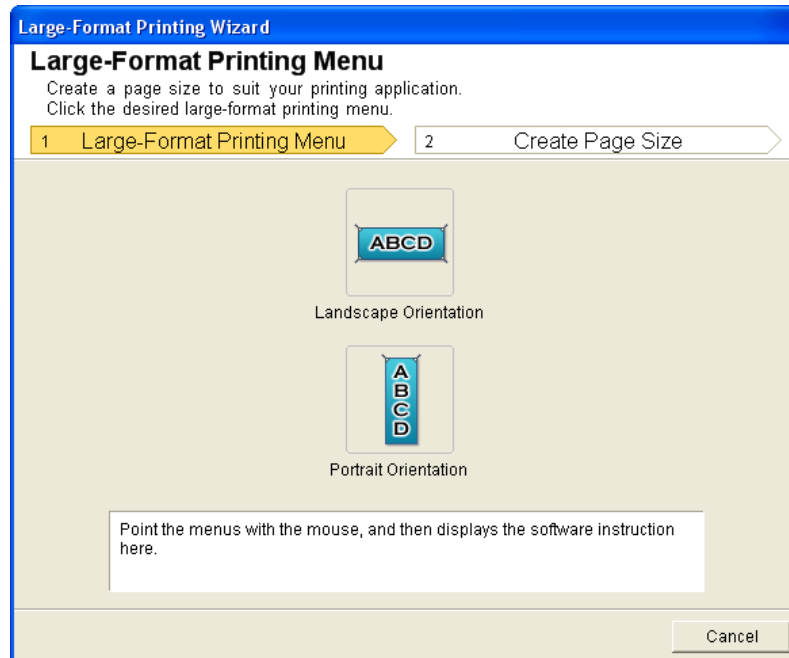 Large-Format Printing Wizard
Large-Format Printing Menu
Create a page size to suit your printing application.
Click the desired large-format printing menu.
1 Large-Format Printing Menu 2 Create Page Size
ABCD
Landscape Orientation
A
B
C
D
Portrait Orientation
Point the menus with the mouse, and then displays the software instruction
here.
Cancel